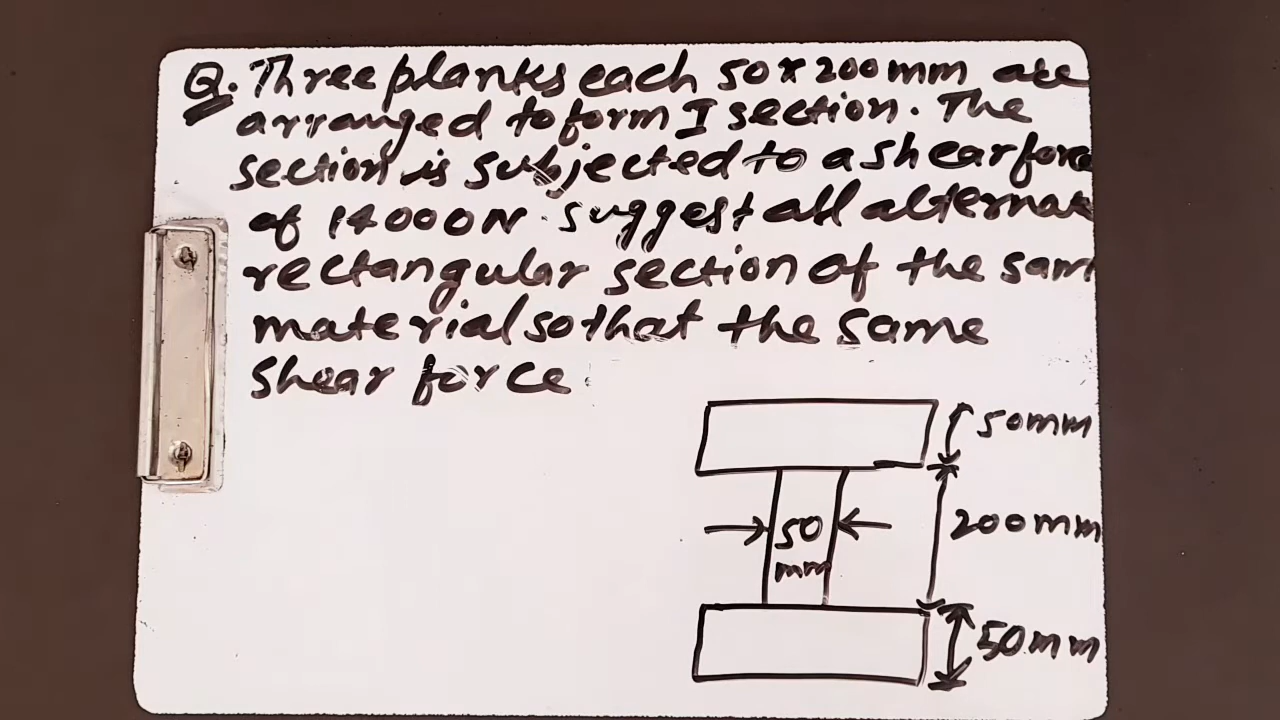 Q. Three planks each 50 x 200 mm are
arranged to form I section. The
section is subjected to a shear force
of 14000N. suggest all alternate
rectangular section of the same
material so that the same
shear force.
50mm
50
mm
200mm
50mm